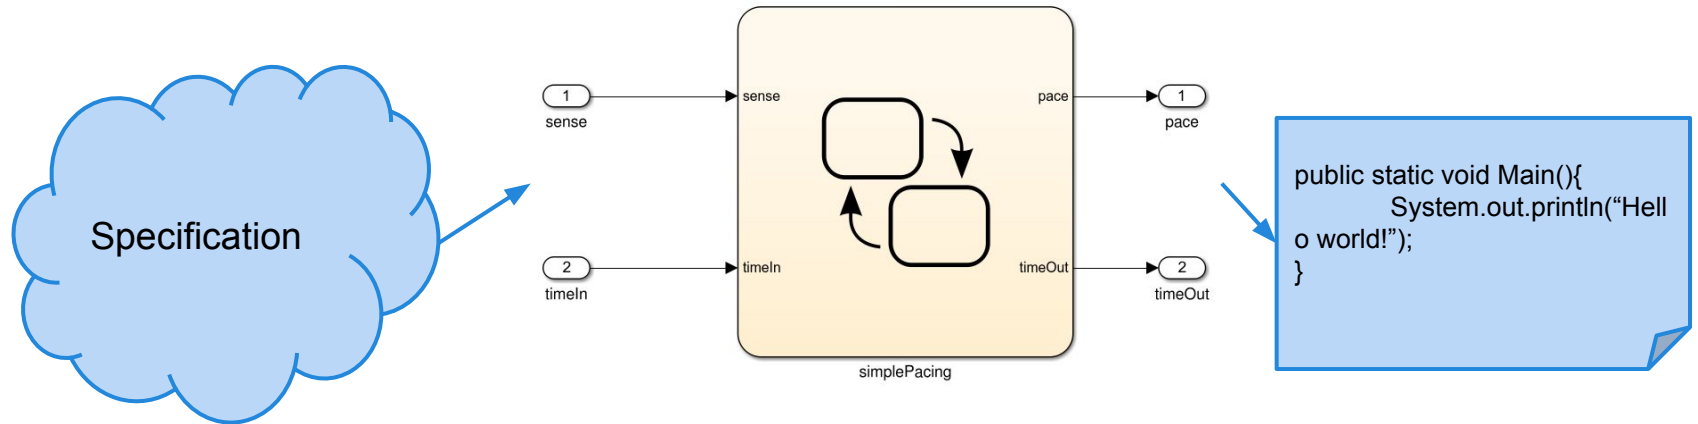 Specification
1
sense
2
timeIn
sense
timeIn
pace
timeOut
simplePacing
1
pace
2
timeOut
public static void Main(){
System.out.println(“Hell
o world!”);
}